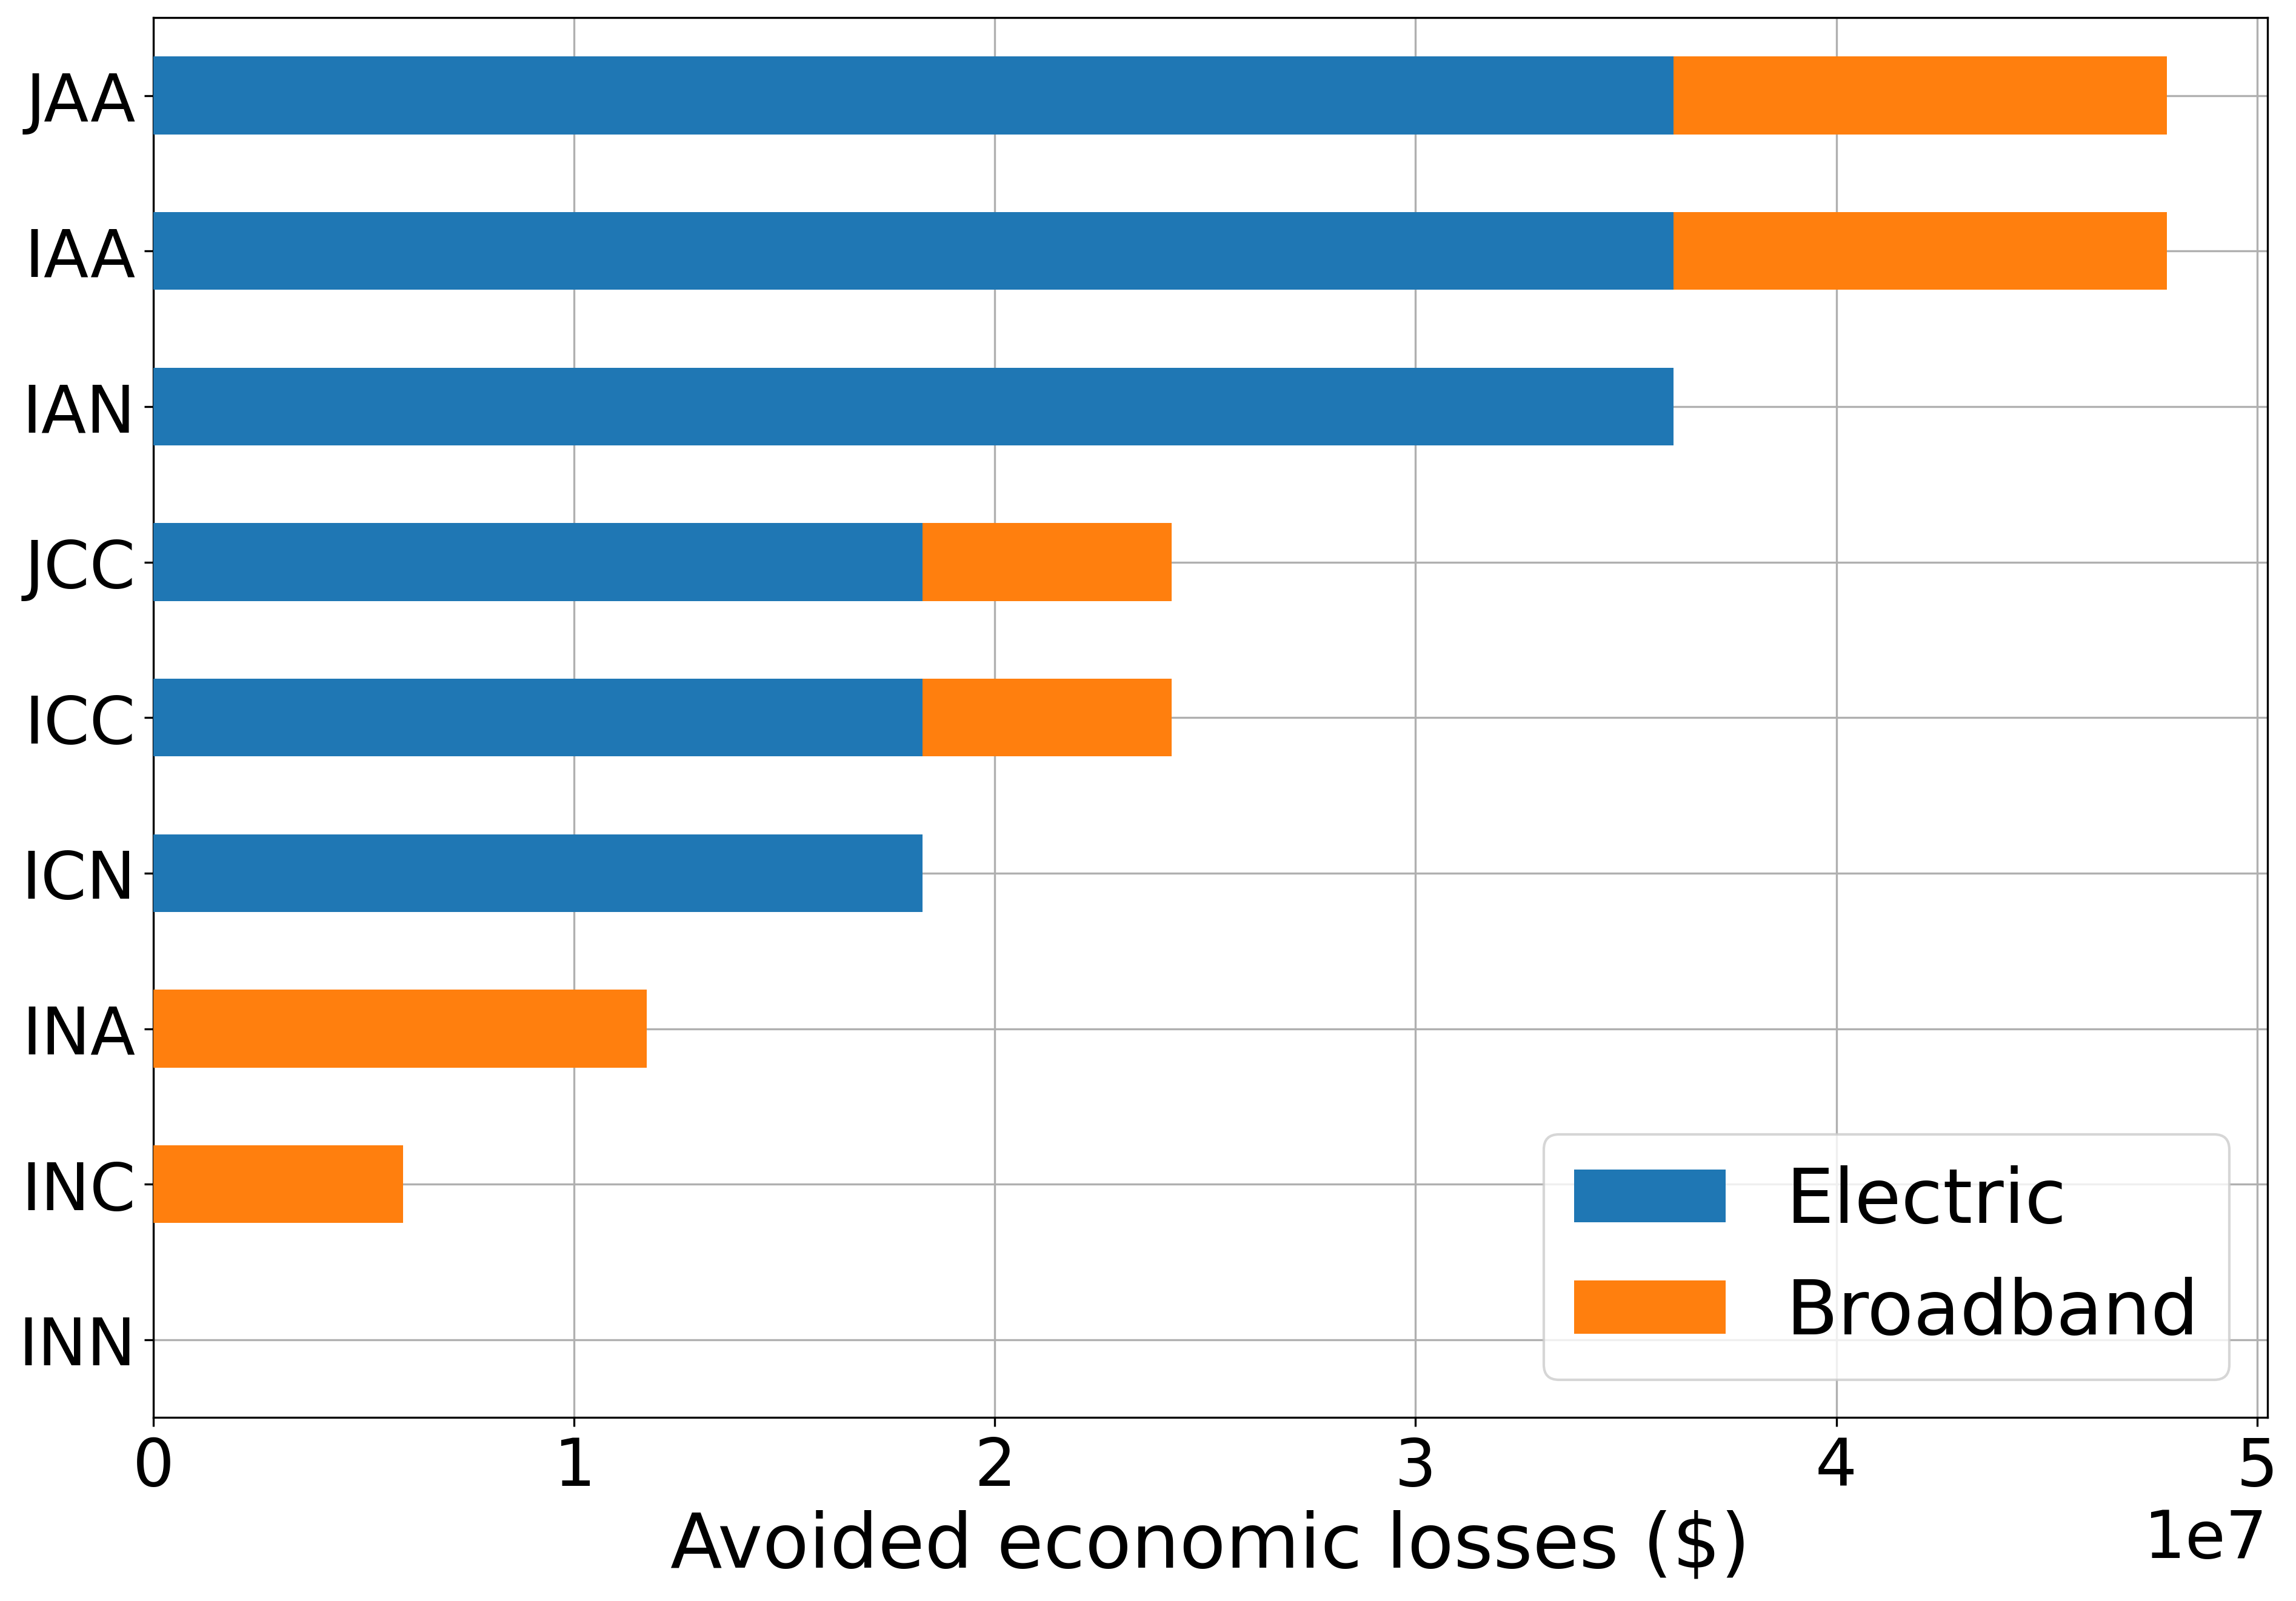 JAA
IAA
IAN
JCC
ICC
ICN
INA
INC
INN
Electric
Broadband
0 1 2 3 4 5
Avoided economic losses ($)
1e7